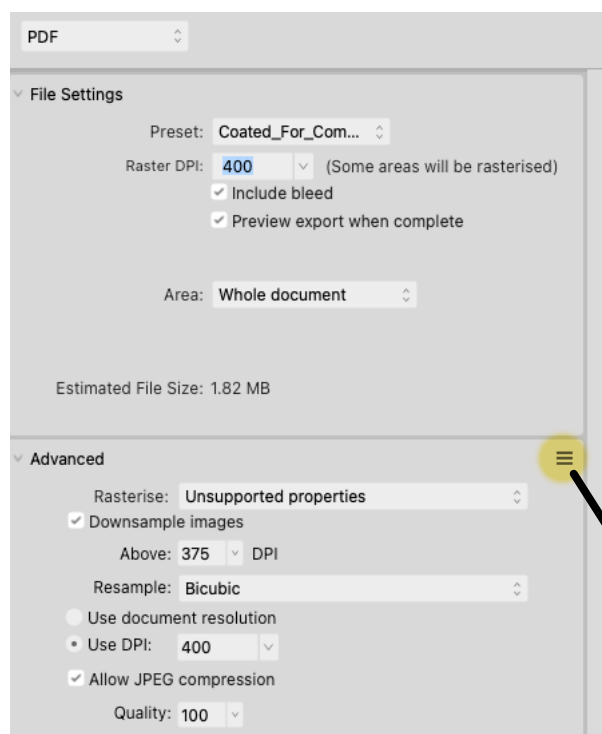 PDF
File Settings
Preset: Coated_For_Com...
Raster DPI: 400 (Some areas will be rasterised)
Include bleed
Preview export when complete
Area: Whole document
Estimated File Size: 1.82 MB
Advanced
Rasterise: Unsupported properties
Downsample images
Above: 375 DPI
Resample: Bicubic
Use document resolution
Use DPI: 400
Allow JPEG compression
Quality: 100